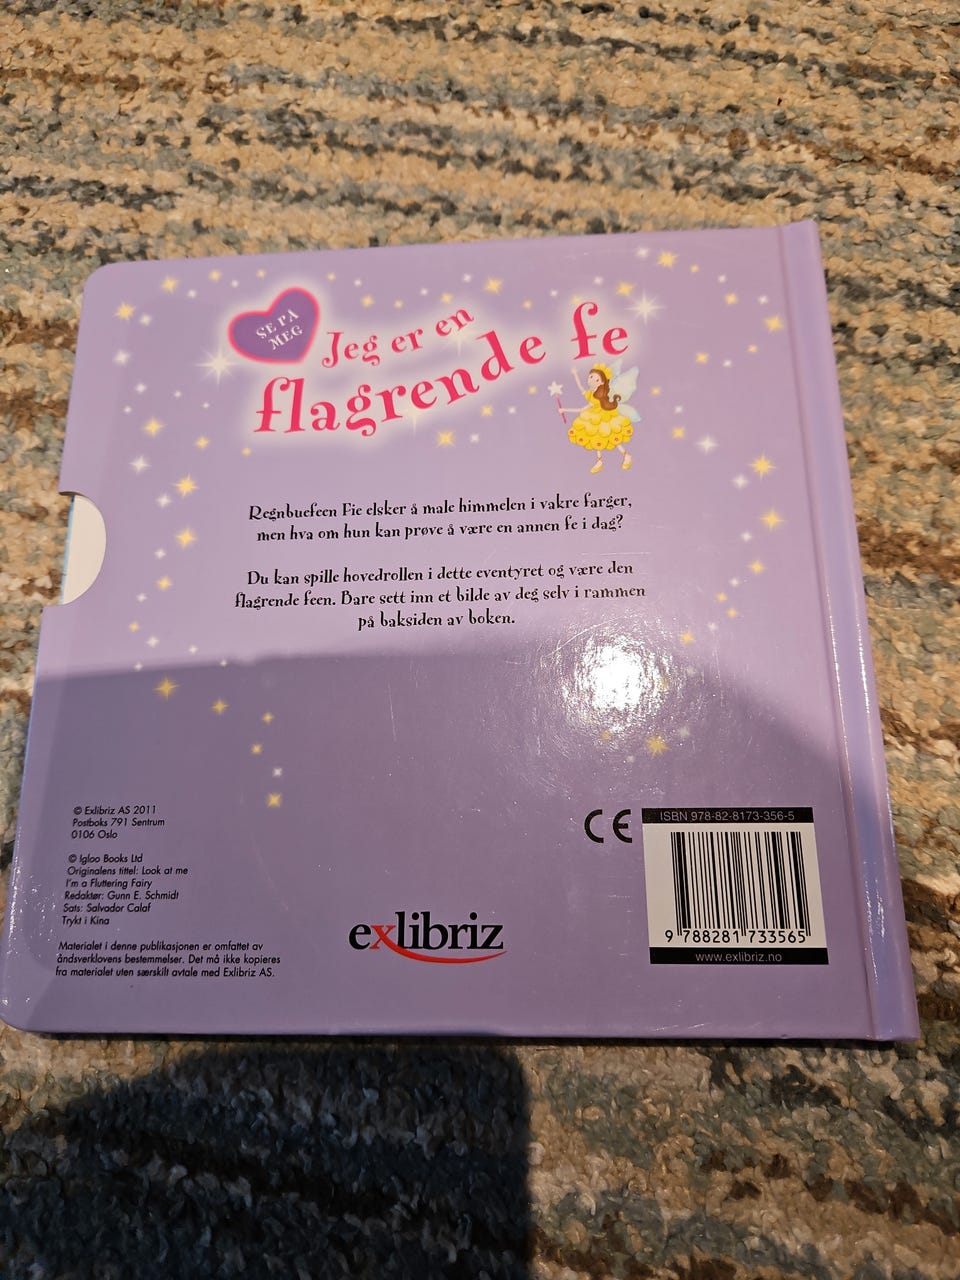 SE PÅ
MEG
Jeg er en
flagrende fe
Regnbuefeen Fie elsker å male himmelen i vakre farger,
men hva om hun kan prøve å være en annen fe i dag?
Du kan spille hovedrollen i dette eventyret og være den
flagrende feen. Bare sett inn et bilde av deg selv i rammen
på baksiden av boken.
© Exlibriz AS 2011
Postboks 791 Sentrum
0106 Oslo
© Igloo Books Ltd
Originalens tittel: Look at me
I'm a Fluttering Fairy
Redaktør: Gunn E. Schmidt
Sats: Salvador Calaf
Trykt i Kina
Materialet i denne publikasjonen er omfattet av
åndsverklovens bestemmelser. Det må ikke kopieres
fra materialet uten særskilt avtale med Exlibriz AS.
exlibriz
CE
ISBN 978-82-8173-356-5
9 788281 733565
www.exlibriz.no